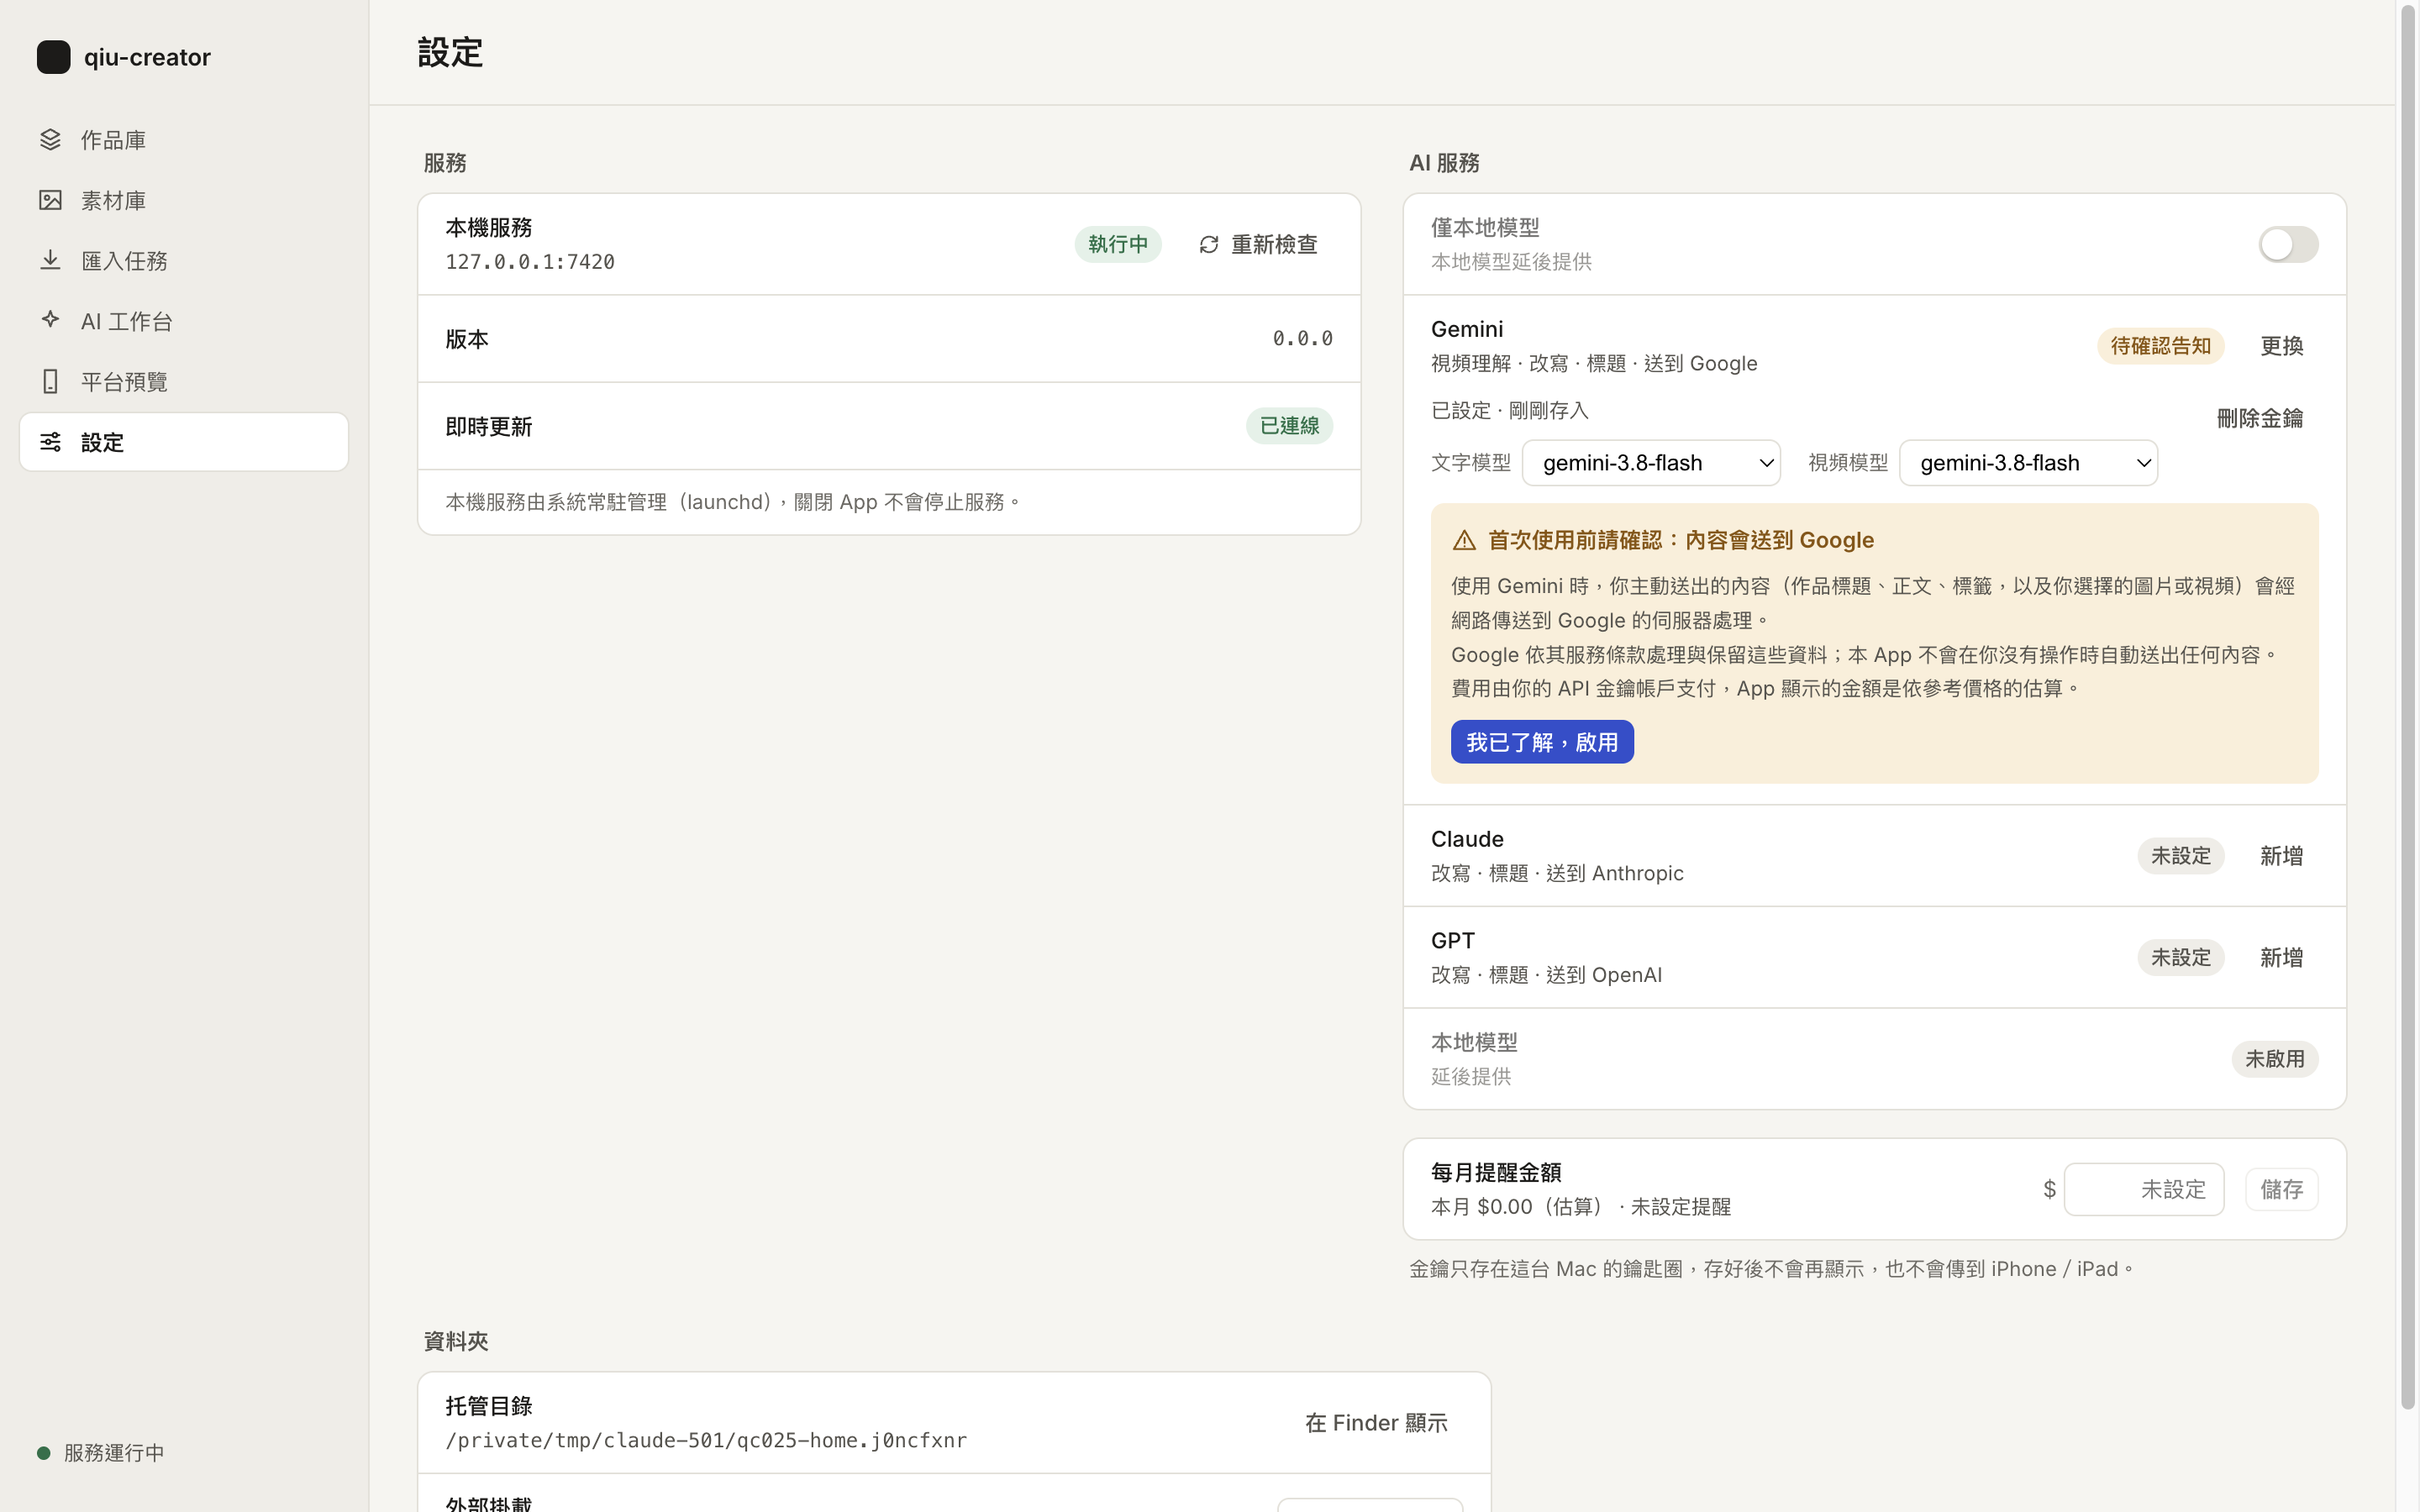 qiu-creator
作品庫
素材庫
匯入任務
AI 工作台
平台預覽
設定
服務運行中
設定
服務
本機服務
127.0.0.1:7420
執行中
重新檢查
版本
0.0.0
即時更新
已連線
本機服務由系統常駐管理（launchd），關閉 App 不會停止服務。
AI 服務
僅本地模型
本地模型延後提供
Gemini
視頻理解 · 改寫 · 標題 · 送到 Google
待確認告知
更換
已設定 · 剛剛存入
刪除金鑰
文字模型
gemini-3.8-flash
視頻模型
gemini-3.8-flash
首次使用前請確認：內容會送到 Google
使用 Gemini 時，你主動送出的內容（作品標題、正文、標籤，以及你選擇的圖片或視頻）會經
網路傳送到 Google 的伺服器處理。
Google 依其服務條款處理與保留這些資料；本 App 不會在你沒有操作時自動送出任何內容。
費用由你的 API 金鑰帳戶支付，App 顯示的金額是依參考價格的估算。
我已了解，啟用
Claude
改寫 · 標題 · 送到 Anthropic
未設定
新增
GPT
改寫 · 標題 · 送到 OpenAI
未設定
新增
本地模型
延後提供
未啟用
每月提醒金額
本月 $0.00（估算） · 未設定提醒
$
未設定
儲存
金鑰只存在這台 Mac 的鑰匙圈，存好後不會再顯示，也不會傳到 iPhone / iPad。
資料夾
托管目錄
/private/tmp/claude-501/qc025-home.j0ncfxnr
在 Finder 顯示
外部掛載